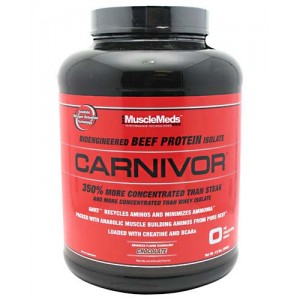 MuscleMeds
BIOENGINEERED BEEF PROTEIN ISOLATE
CARNIVOR
350% MORE CONCENTRATED THAN STEAK
AND MORE CONCENTRATED THAN WHEY ISOLATE
RECYCLES AMINOS AND MINIMIZES AMMONIA
PACKED WITH ANABOLIC MUSCLE BUILDING AMINOS FROM PURE BEEF
LOADED WITH CREATINE AND BCAAs
0
CHOCOLATE